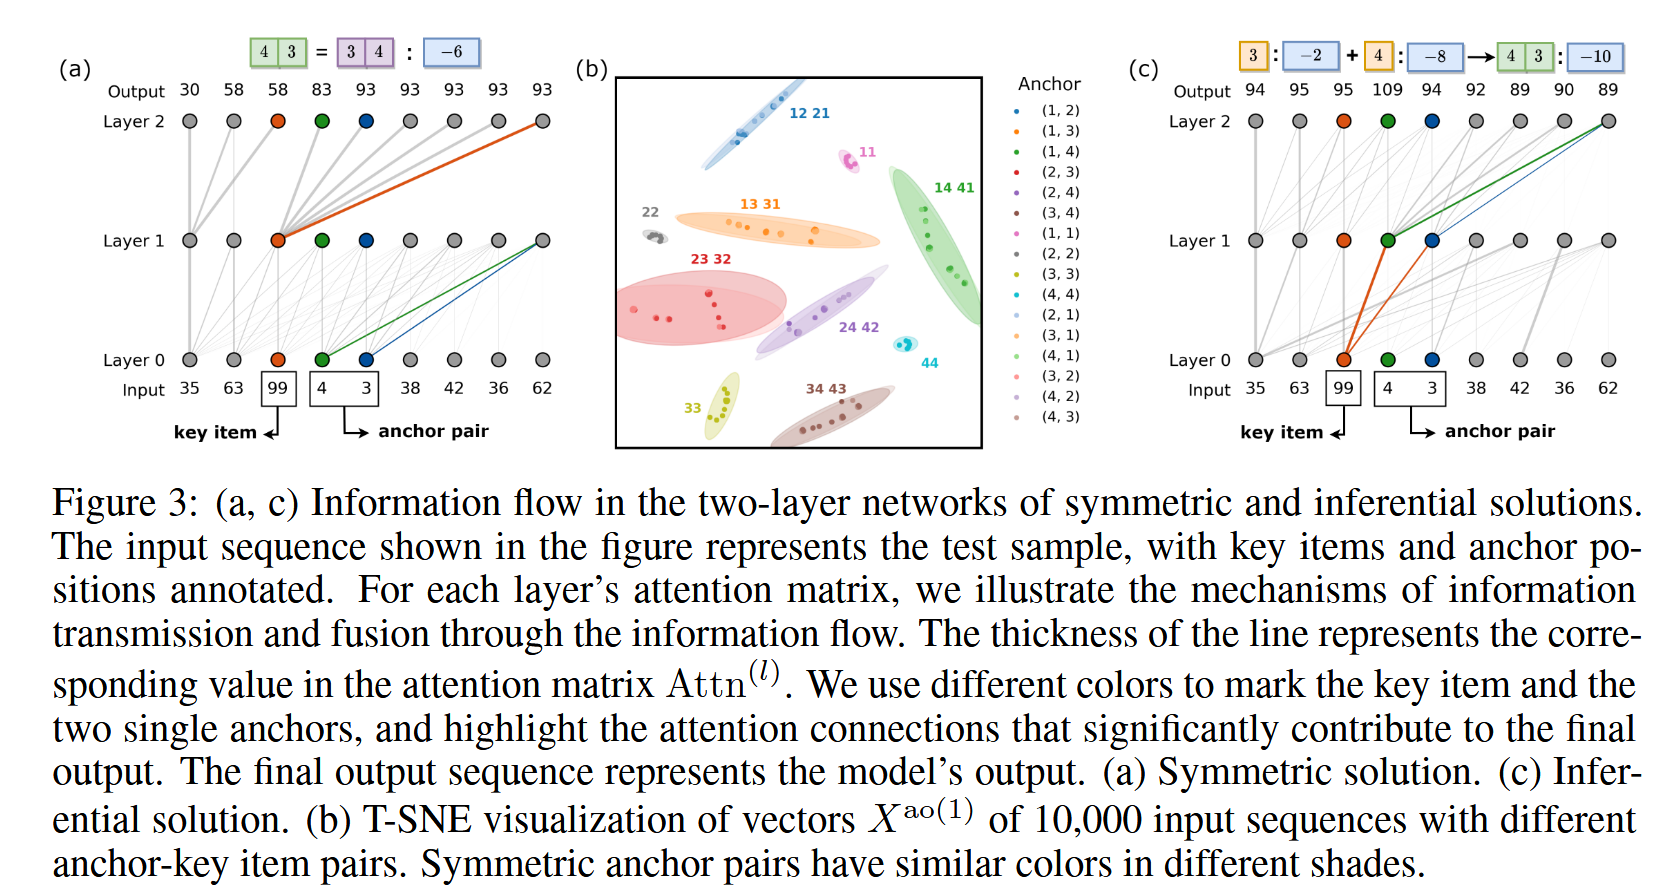 (a)
4 3 = 3 4 : −6
Output 30 58 58 83 93 93 93 93 93
Layer 2
Layer 1
Layer 0
Input 35 63 99 4 3 38 42 36 62
key item anchor pair
(b)
12 21
11
14 41
13 31
22
23 32
24 42
44
34 43
33
Anchor
(1, 2)
(1, 3)
(1, 4)
(2, 3)
(2, 4)
(3, 4)
(1, 1)
(2, 2)
(3, 3)
(4, 4)
(2, 1)
(3, 1)
(4, 1)
(3, 2)
(4, 2)
(4, 3)
(c)
3 : −2 + 4 : −8 → 4 3 : −10
Output 94 95 95 109 94 92 89 90 89
Layer 2
Layer 1
Layer 0
Input 35 63 99 4 3 38 42 36 62
key item anchor pair
Figure 3: (a, c) Information flow in the two-layer networks of symmetric and inferential solutions.
The input sequence shown in the figure represents the test sample, with key items and anchor po-
sitions annotated. For each layer's attention matrix, we illustrate the mechanisms of information
transmission and fusion through the information flow. The thickness of the line represents the corre-
sponding value in the attention matrix Attn^(l). We use different colors to mark the key item and the
two single anchors, and highlight the attention connections that significantly contribute to the final
output. The final output sequence represents the model's output. (a) Symmetric solution. (c) Infer-
ential solution. (b) T-SNE visualization of vectors X^ao(1) of 10,000 input sequences with different
anchor-key item pairs. Symmetric anchor pairs have similar colors in different shades.